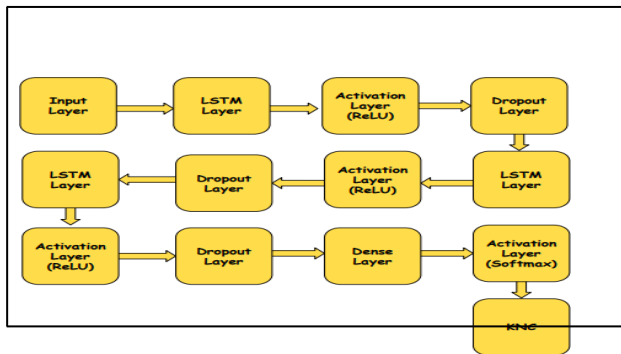 Input
Layer
LSTM
Layer
Activation
Layer
(ReLU)
Dropout
Layer
LSTM
Layer
Activation
Layer
(ReLU)
Dropout
Layer
LSTM
Layer
Activation
Layer
(ReLU)
Dropout
Layer
Dense
Layer
Activation
Layer
(Softmax)
KNC